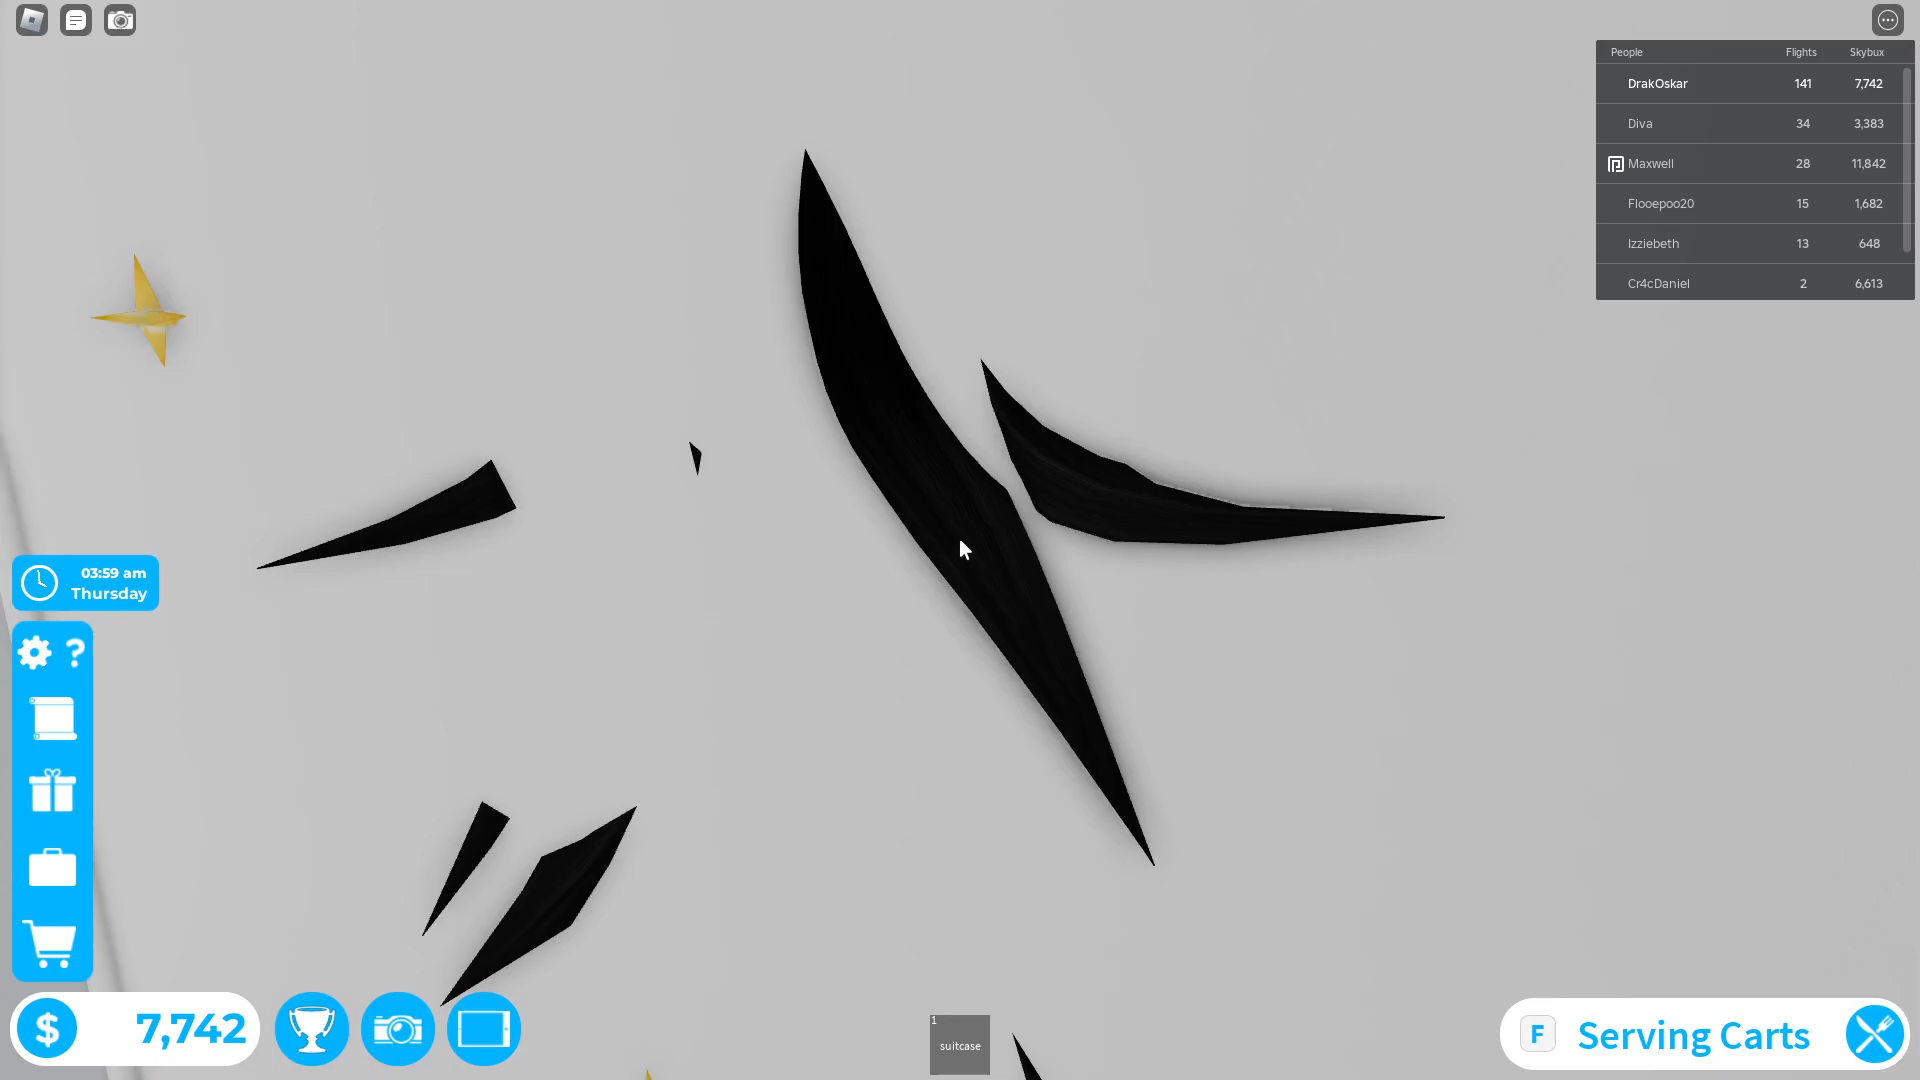 People Flights Skybux
DrakOskar 141 7,742
Diva 34 3,383
Maxwell 28 11,842
Flooepoo20 15 1,682
Izziebeth 13 648
Cr4cDaniel 2 6,613
03:59 am
Thursday
?
$ 7,742
1
suitcase
F Serving Carts